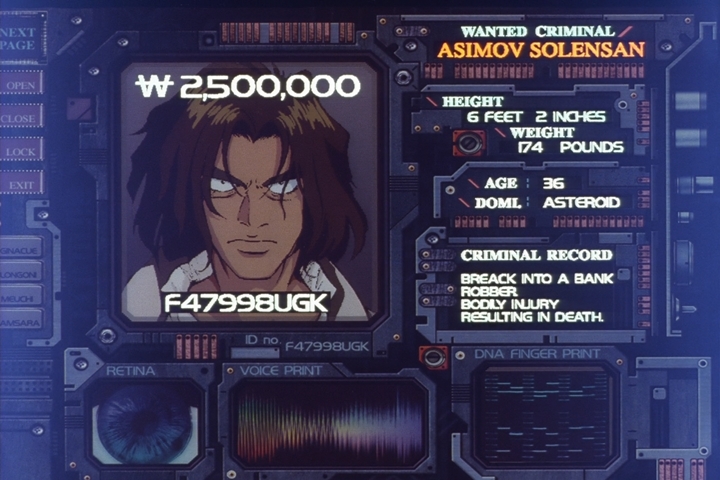 NEXT
PAGE
OPEN
CLOSE
LOCK
EXIT
₩ 2,500,000
F47998UGK
ID no. F47998UGK
WANTED CRIMINAL
ASIMOV SOLENSAN
HEIGHT
6 FEET 2 INCHES
WEIGHT
174 POUNDS
AGE : 36
DOML : ASTEROID
CRIMINAL RECORD
BREACK INTO A BANK
ROBBER.
BODILY INJURY
RESULTING IN DEATH.
RETINA
VOICE PRINT
DNA FINGER PRINT